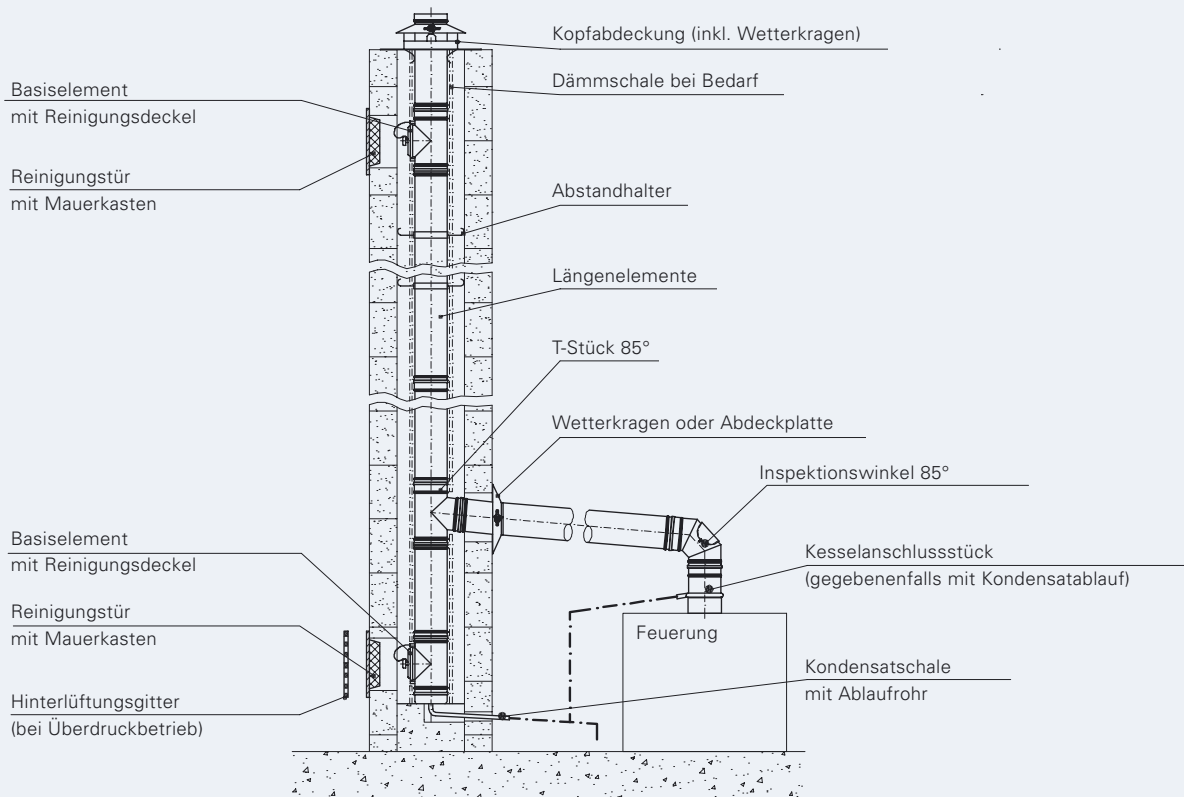 Kopfabdeckung (inkl. Wetterkragen)
Dämmschale bei Bedarf
Basiselement
mit Reinigungsdeckel
Reinigungstür
mit Mauerkasten
Abstandhalter
Längenelemente
T-Stück 85°
Wetterkragen oder Abdeckplatte
Inspektionswinkel 85°
Basiselement
mit Reinigungsdeckel
Kesselanschlussstück
(gegebenenfalls mit Kondensatablauf)
Reinigungstür
mit Mauerkasten
Feuerung
Kondensatschale
mit Ablaufrohr
Hinterlüftungsgitter
(bei Überdruckbetrieb)